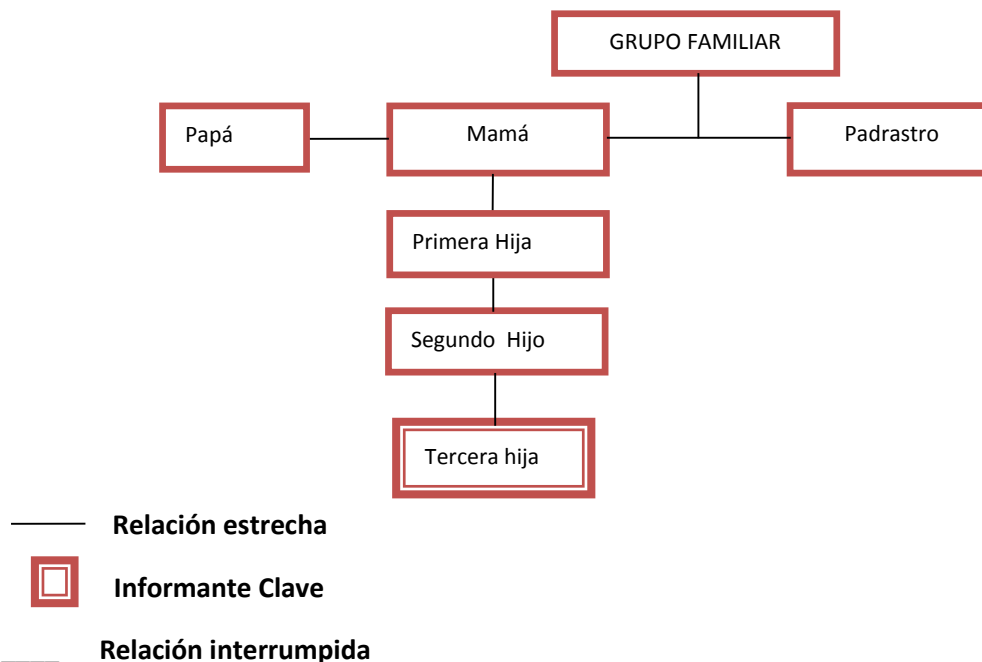 GRUPO FAMILIAR
Papá
Mamá
Padrastro
Primera Hija
Segundo Hijo
Tercera hija
Relación estrecha
Informante Clave
Relación interrumpida